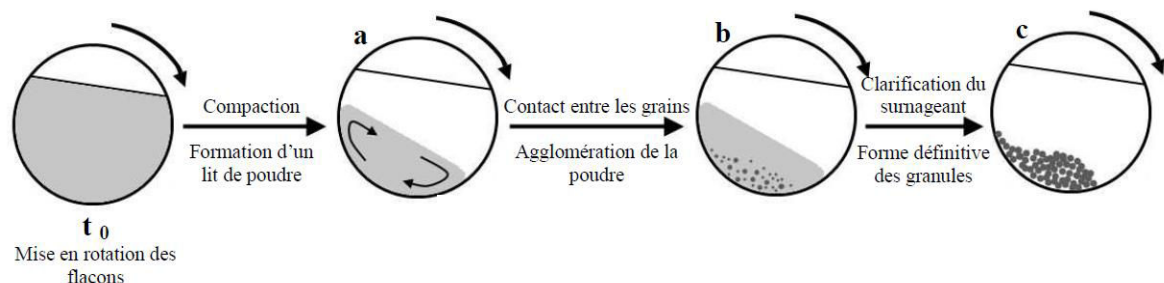 a
b
c
Compaction
Formation d'un
lit de poudre
Contact entre les grains
Agglomération de la
poudre
Clarification du
surnageant
Forme définitive
des granules
t 0
Mise en rotation des
flacons